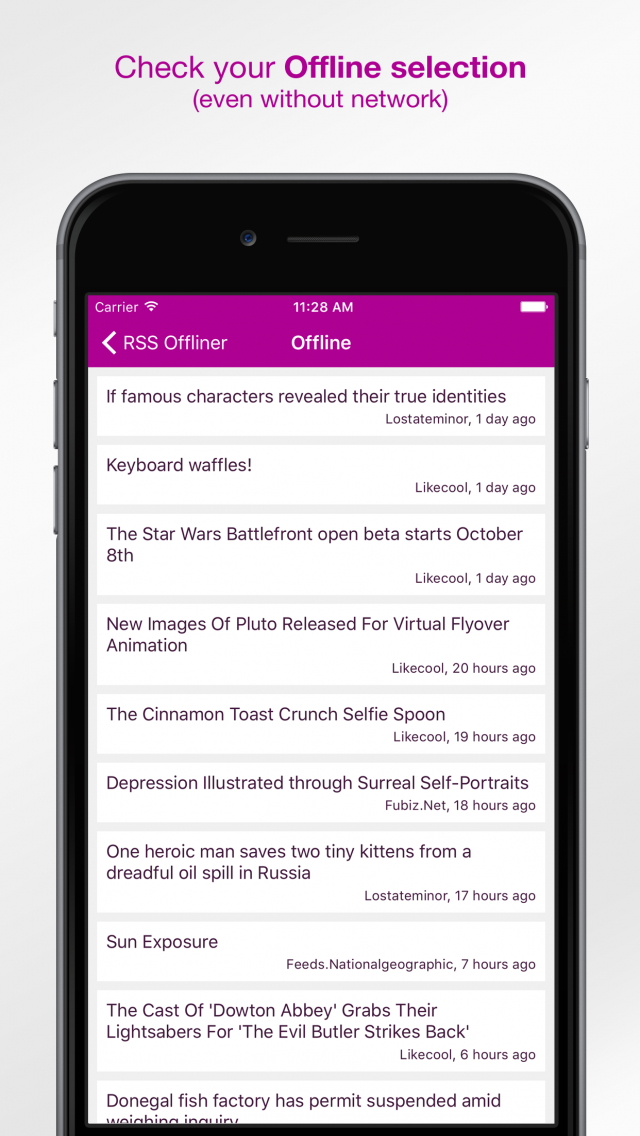 Check your Offline selection
(even without network)
Carrier 11:28 AM
RSS Offliner Offline
If famous characters revealed their true identities
Lostateminor, 1 day ago
Keyboard waffles!
Likecool, 1 day ago
The Star Wars Battlefront open beta starts October
8th
Likecool, 1 day ago
New Images Of Pluto Released For Virtual Flyover
Animation
Likecool, 20 hours ago
The Cinnamon Toast Crunch Selfie Spoon
Likecool, 19 hours ago
Depression Illustrated through Surreal Self-Portraits
Fubiz.Net, 18 hours ago
One heroic man saves two tiny kittens from a
dreadful oil spill in Russia
Lostateminor, 17 hours ago
Sun Exposure
Feeds.Nationalgeographic, 7 hours ago
The Cast Of 'Dowton Abbey' Grabs Their
Lightsabers For 'The Evil Butler Strikes Back'
Likecool, 6 hours ago
Donegal fish factory has permit suspended amid
weighing inquiry